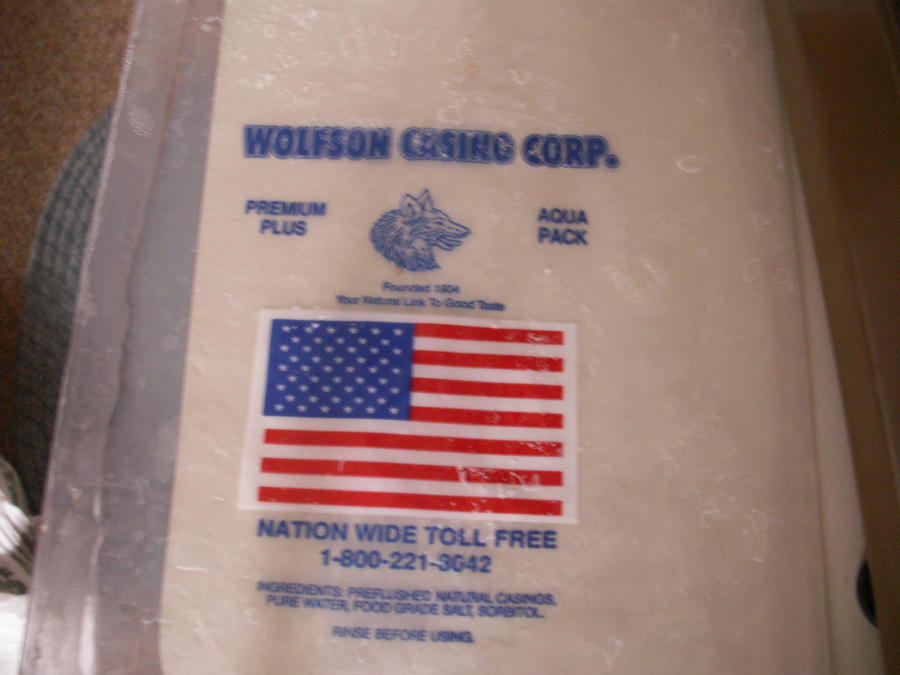 WOLFSON CASING CORP.
PREMIUM PLUS
AQUA PACK
Founded 1904
Your Natural Link To Good Taste
NATION WIDE TOLL FREE
1-800-221-3042
INGREDIENTS: PREFLUSHED NATURAL CASINGS,
PURE WATER, FOOD GRADE SALT, SORBITOL.
RINSE BEFORE USING.